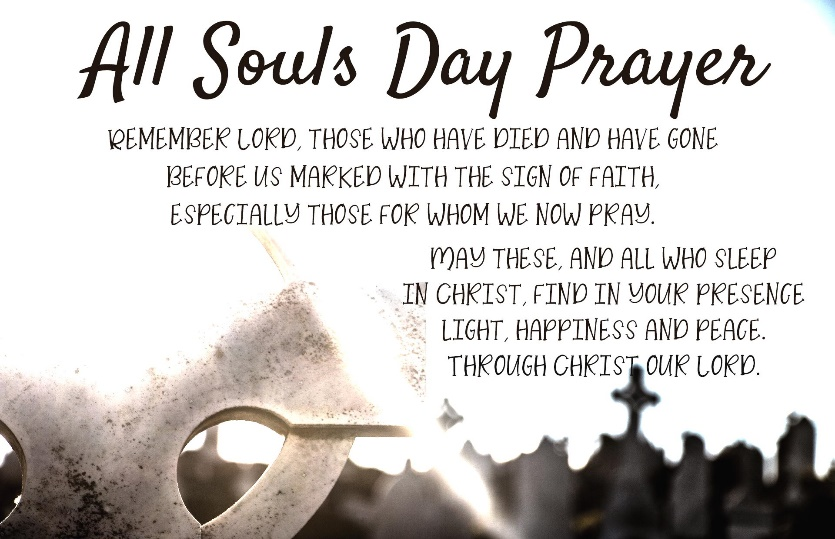 All Souls Day Prayer
REMEMBER LORD, THOSE WHO HAVE DIED AND HAVE GONE
BEFORE US MARKED WITH THE SIGN OF FAITH,
ESPECIALLY THOSE FOR WHOM WE NOW PRAY.
MAY THESE, AND ALL WHO SLEEP
IN CHRIST, FIND IN YOUR PRESENCE
LIGHT, HAPPINESS AND PEACE.
THROUGH CHRIST OUR LORD.